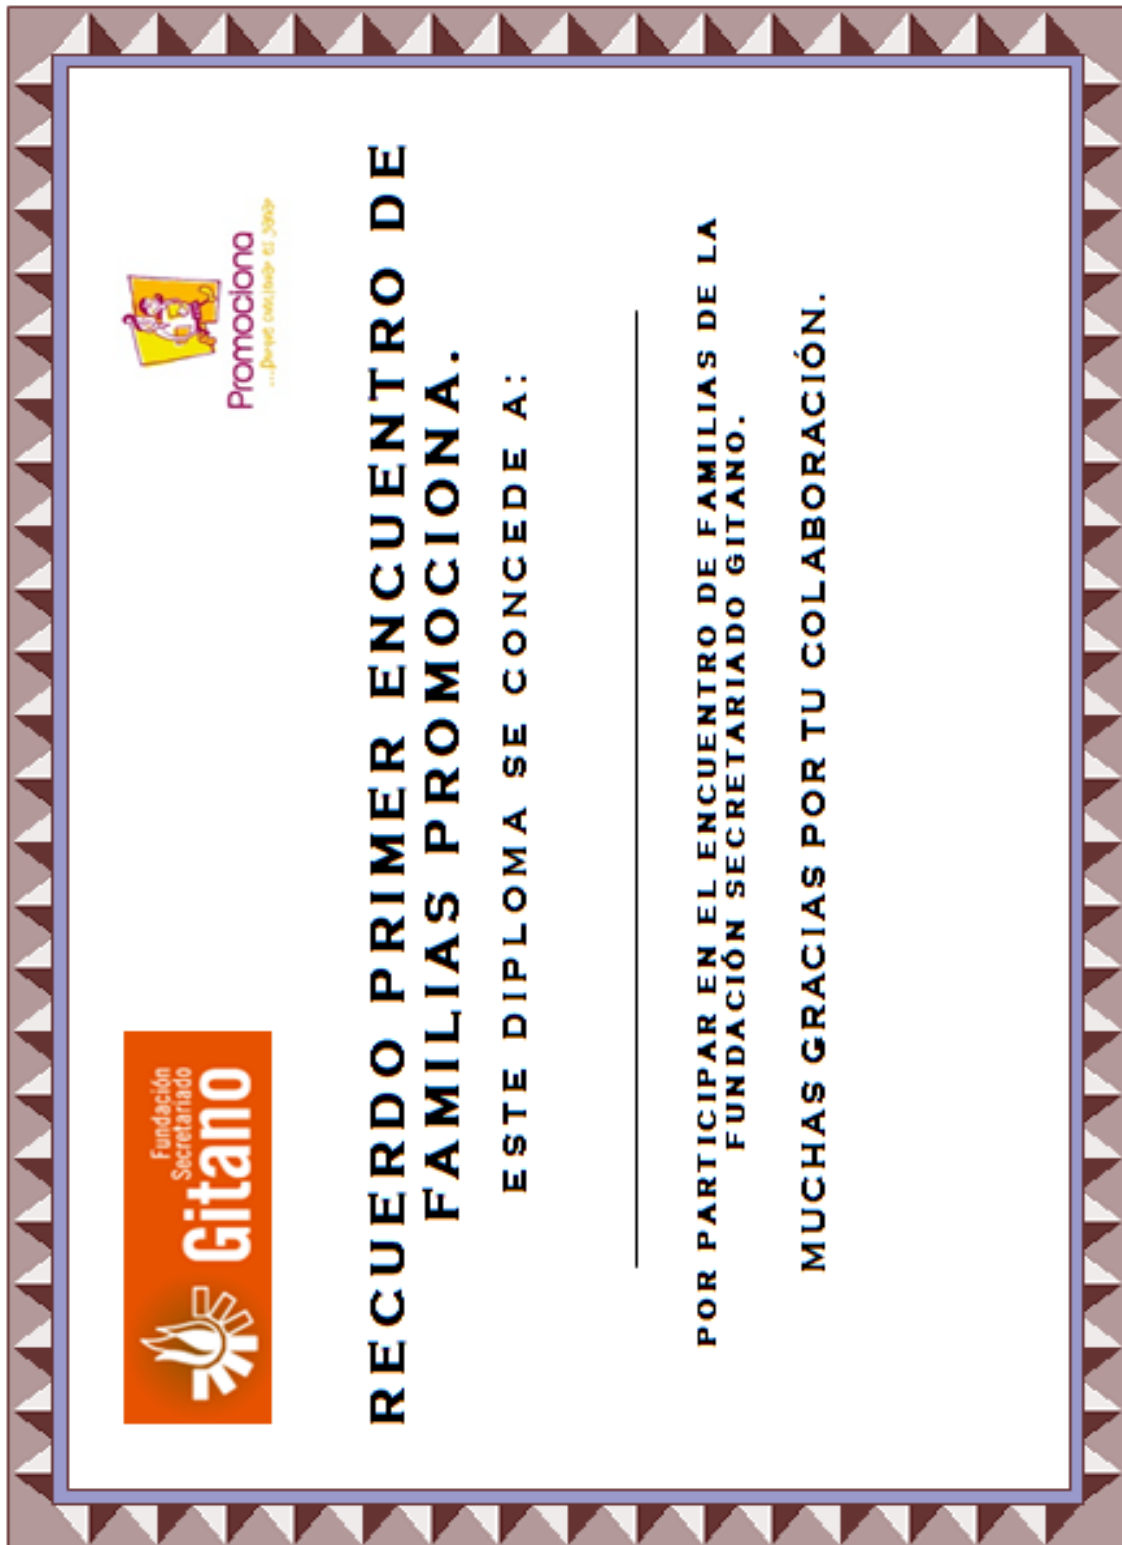 Fundación
Secretariado
Gitano
Promociona
RECUERDO PRIMER ENCUENTRO DE
FAMILIAS PROMOCIONA.
ESTE DIPLOMA SE CONCEDE A:
POR PARTICIPAR EN EL ENCUENTRO DE FAMILIAS DE LA
FUNDACIÓN SECRETARIADO GITANO.
MUCHAS GRACIAS POR TU COLABORACIÓN.